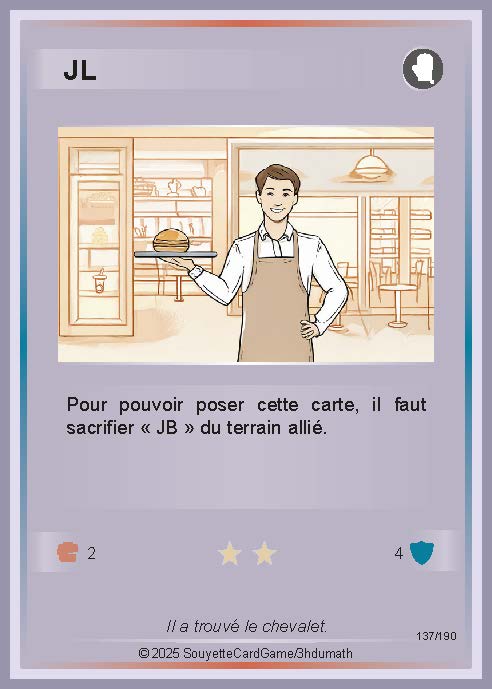 JL
Pour pouvoir poser cette carte, il faut
sacrifier « JB » du terrain allié.
2
4
Il a trouvé le chevalet.
137/190
© 2025 SouyetteCardGame/3hdumath